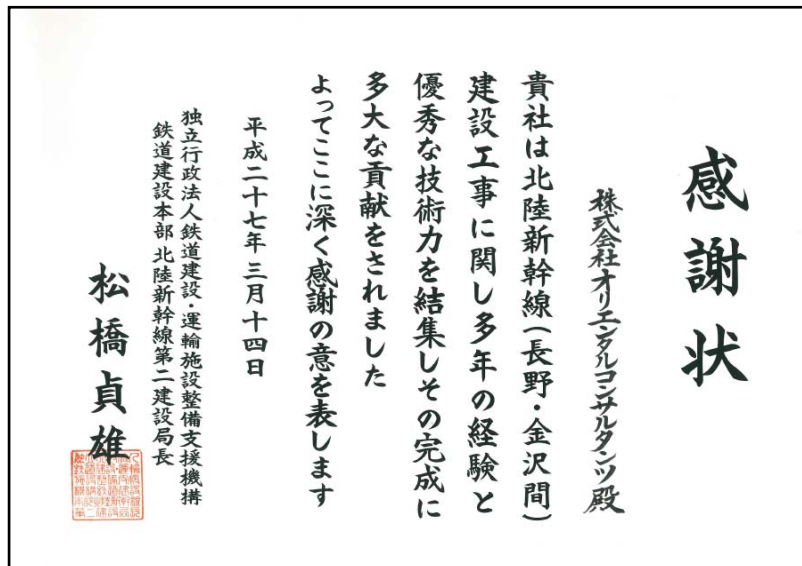 感謝状
株式会社オリエンタルコンサルタンツ殿
貴社は北陸新幹線（長野・金沢間）
建設工事に関し多年の経験と
優秀な技術力を結集しその完成に
多大な貢献をされました
よってここに深く感謝の意を表します
平成二十七年三月十四日
独立行政法人鉄道建設・運輸施設整備支援機構
鉄道建設本部北陸新幹線第二建設局長
松橋貞雄